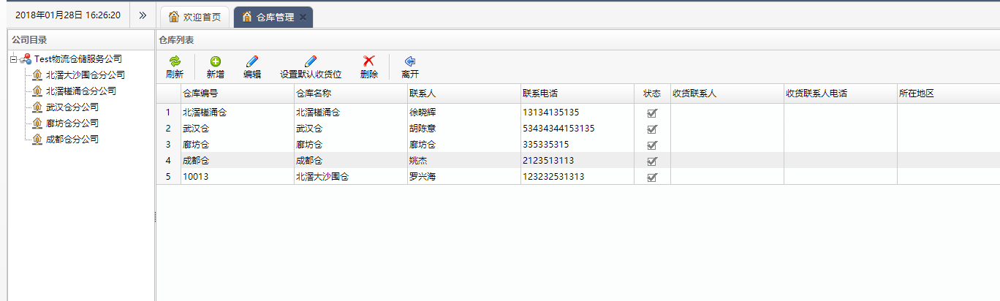 2018年01月28日 16:26:20 » 欢迎首页 仓库管理
公司目录
Test物流仓储服务公司
北滘大沙围仓分公司
北滘槎涌仓分公司
武汉仓分公司
廊坊仓分公司
成都仓分公司
仓库列表
刷新 新增 编辑 设置默认收货位 删除 离开
仓库编号 仓库名称 联系人 联系电话 状态 收货联系人 收货联系人电话 所在地区
1 北滘槎涌仓 北滘槎涌仓 徐晓辉 13134135135
2 武汉仓 武汉仓 胡陈意 53434344153135
3 廊坊仓 廊坊仓 廊坊仓 335335315
4 成都仓 成都仓 姚杰 2123513113
5 10013 北滘大沙围仓 罗兴海 123232531313